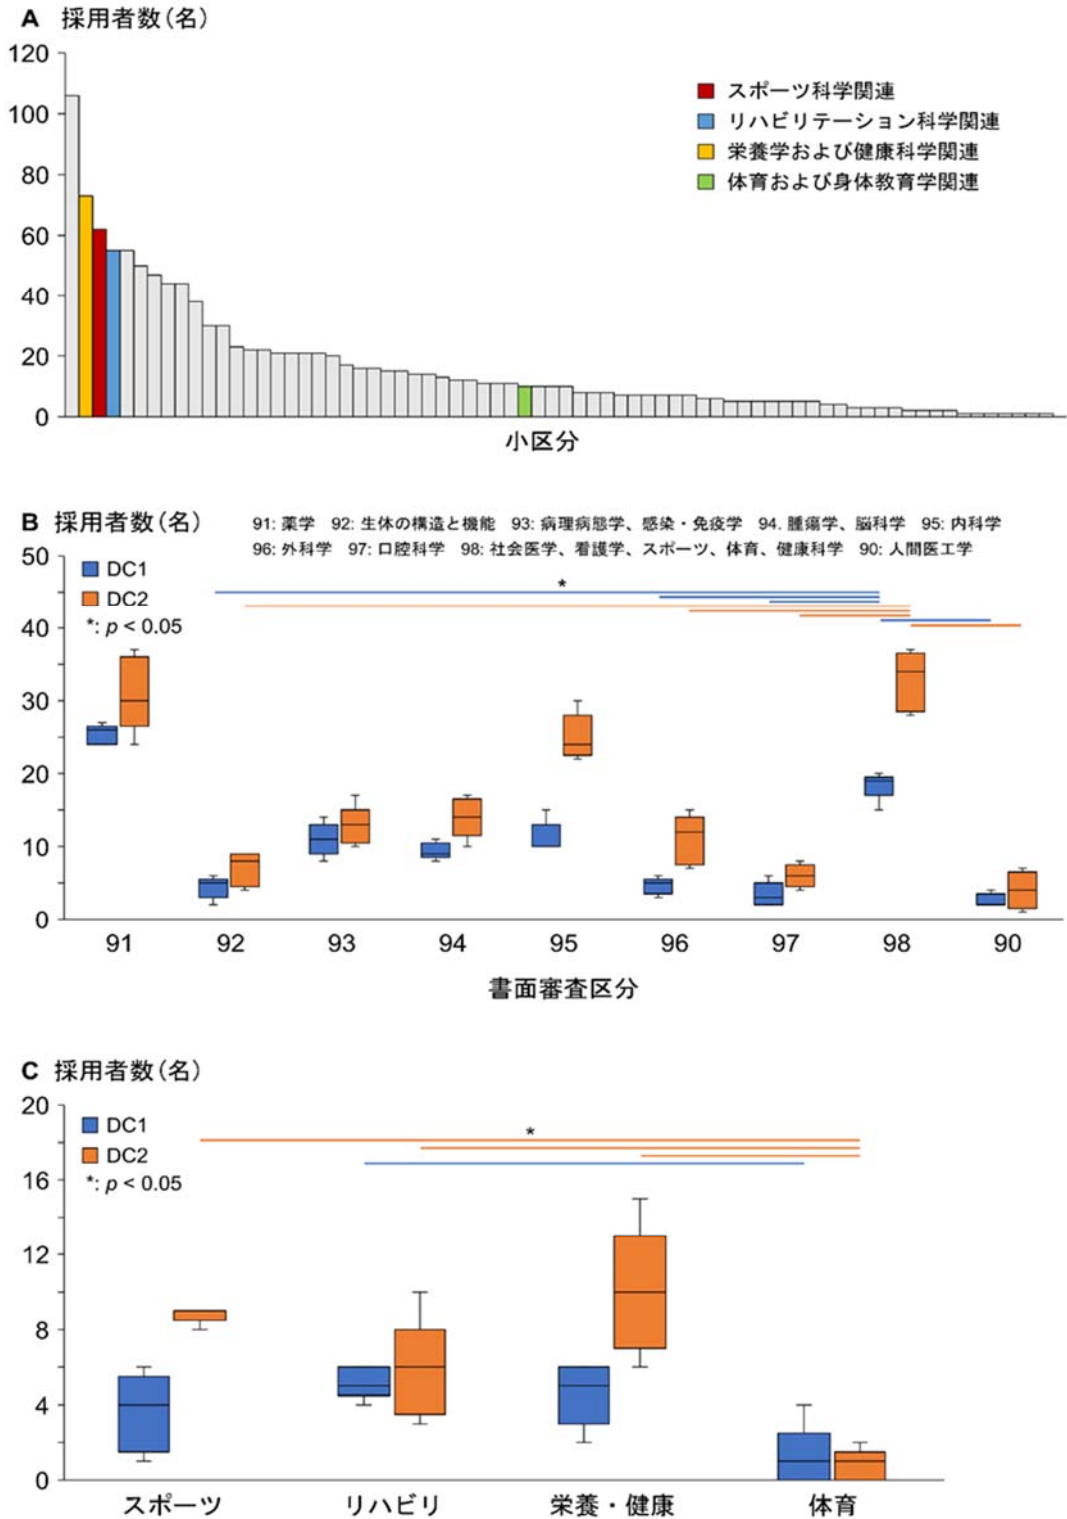 A 採用者数（名）
120
100
80
60
40
20
0
スポーツ科学関連
リハビリテーション科学関連
栄養学および健康科学関連
体育および身体教育学関連
小区分
B 採用者数（名）
91: 薬学 92: 生体の構造と機能 93: 病理病態学、感染・免疫学 94. 腫瘍学、脳科学 95: 内科学
96: 外科学 97: 口腔科学 98: 社会医学、看護学、スポーツ、体育、健康科学 90: 人間医工学
50
40
30
20
10
0
DC1
DC2
*: p < 0.05
*
91 92 93 94 95 96 97 98 90
書面審査区分
C 採用者数（名）
20
16
12
8
4
0
DC1
DC2
*: p < 0.05
*
スポーツ リハビリ 栄養・健康 体育